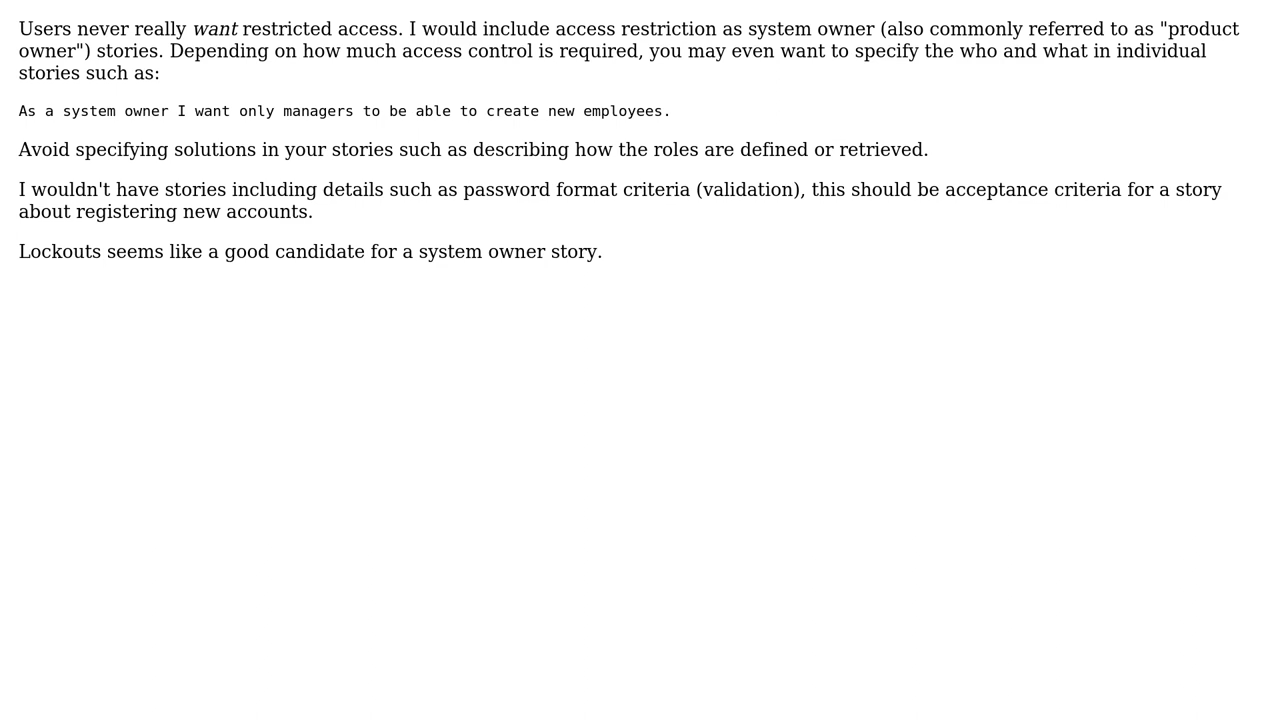 Users never really want restricted access. I would include access restriction as system owner (also commonly referred to as "product
owner") stories. Depending on how much access control is required, you may even want to specify the who and what in individual
stories such as:
As a system owner I want only managers to be able to create new employees.
Avoid specifying solutions in your stories such as describing how the roles are defined or retrieved.
I wouldn't have stories including details such as password format criteria (validation), this should be acceptance criteria for a story
about registering new accounts.
Lockouts seems like a good candidate for a system owner story.